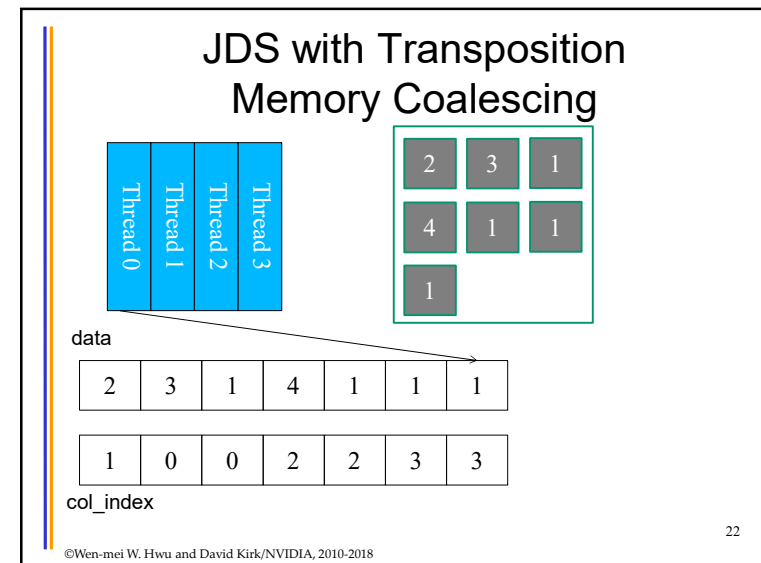 JDS with Transposition
Memory Coalescing
Thread 0
Thread 1
Thread 2
Thread 3
2 3 1
4 1 1
1
data
2 3 1 4 1 1 1
1 0 0 2 2 3 3
col_index
22
©Wen-mei W. Hwu and David Kirk/NVIDIA, 2010-2018